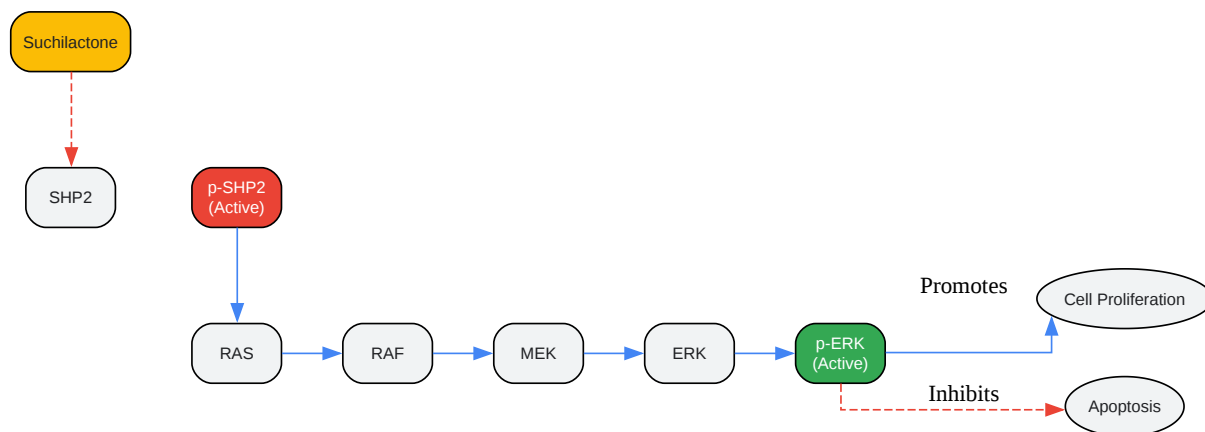 Suchilactone
SHP2
p-SHP2
(Active)
Promotes
Cell Proliferation
RAS
RAF
MEK
ERK
p-ERK
(Active)
Inhibits
Apoptosis